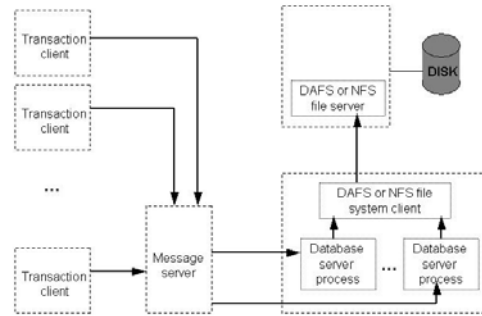 Transaction
client
Transaction
client
...
Transaction
client
Message
server
DAFS or NFS
file server
DISK
DAFS or NFS file
system client
Database
server
process
...
Database
server
process